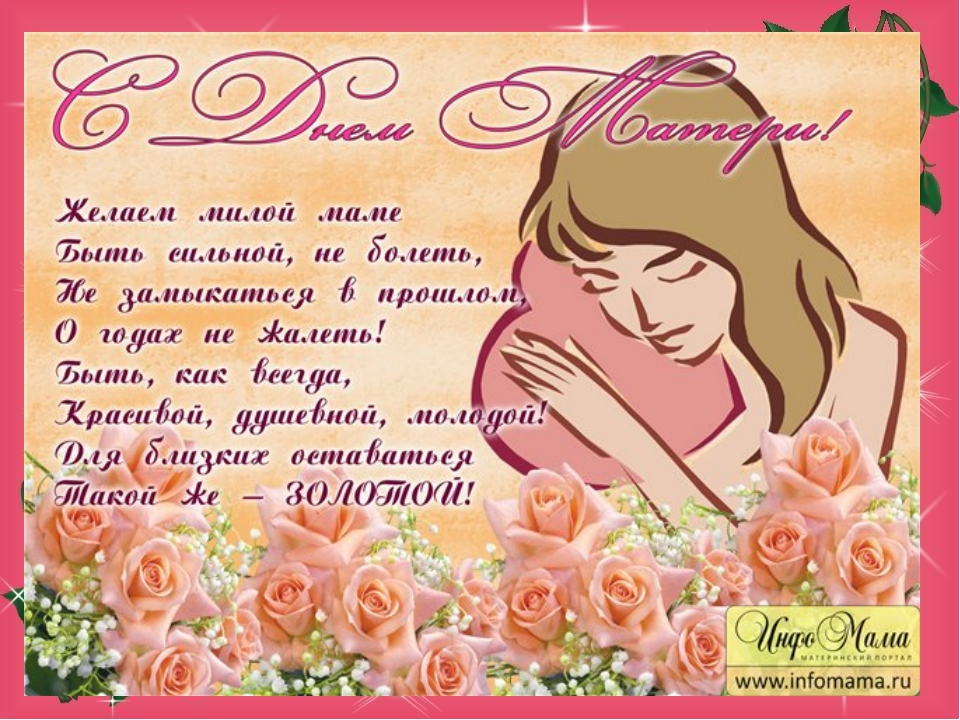 С Днем Матери!
Желаем милой маме
Быть сильной, не болеть,
Не замыкаться в прошлом,
О годах не жалеть!
Быть, как всегда,
Красивой, душевной, молодой!
Для близких оставаться
Такой же – ЗОЛОТОЙ!
ИнфоМама
МАТЕРИНСКИЙ ПОРТАЛ
www.infomama.ru